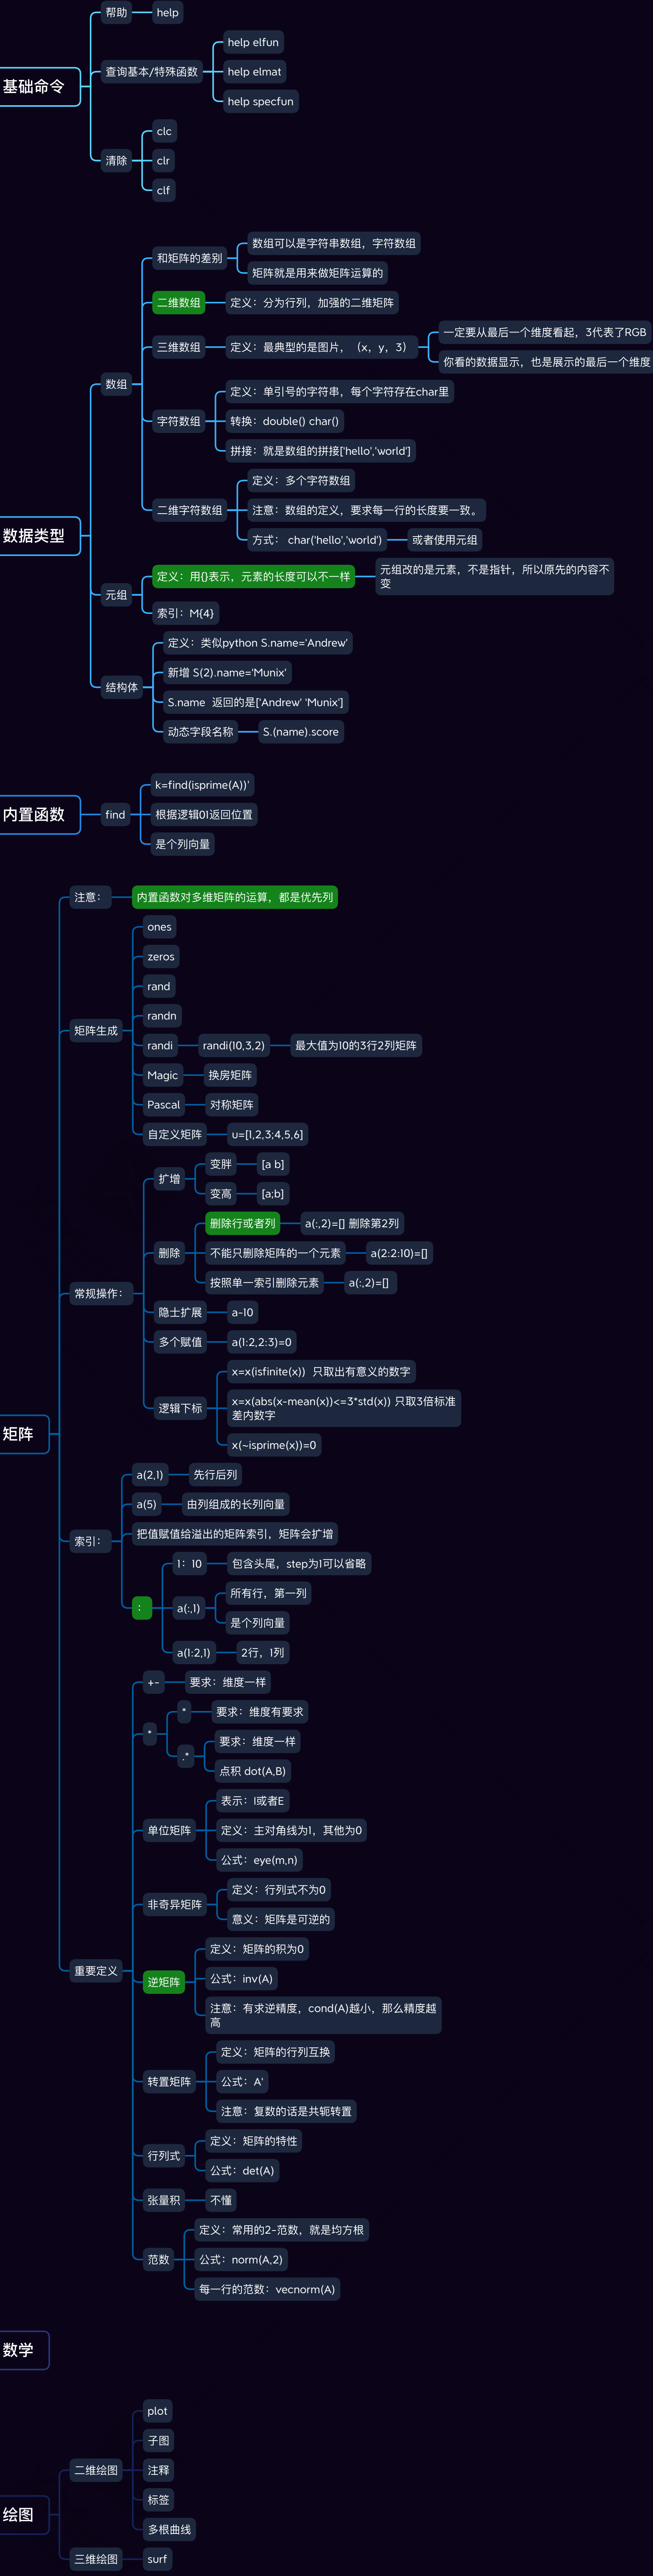 基础命令
帮助
help
查询基本/特殊函数
help elfun
help elmat
help specfun
清除
clc
clr
clf
数据类型
数组
和矩阵的差别
数组可以是字符串数组，字符数组
矩阵就是用来做矩阵运算的
二维数组
定义：分为行列，加强的二维矩阵
三维数组
定义：最典型的是图片，（x，y，3）
一定要从最后一个维度看起，3代表了RGB
你看的数据显示，也是展示的最后一个维度
字符数组
定义：单引号的字符串，每个字符存在char里
转换：double() char()
拼接：就是数组的拼接['hello','world']
二维字符数组
定义：多个字符数组
注意：数组的定义，要求每一行的长度要一致。
方式： char('hello','world')
或者使用元组
元组
定义：用{}表示，元素的长度可以不一样
元组改的是元素，不是指针，所以原先的内容不
变
索引：M{4}
结构体
定义：类似python S.name='Andrew'
新增 S(2).name='Munix'
S.name 返回的是['Andrew' 'Munix']
动态字段名称
S.(name).score
内置函数
find
k=find(isprime(A))'
根据逻辑01返回位置
是个列向量
矩阵
注意：
内置函数对多维矩阵的运算，都是优先列
矩阵生成
ones
zeros
rand
randn
randi
randi(10,3,2)
最大值为10的3行2列矩阵
Magic
换房矩阵
Pascal
对称矩阵
自定义矩阵
u=[1,2,3;4,5,6]
常规操作：
扩增
变胖
[a b]
变高
[a;b]
删除
删除行或者列
a(:,2)=[] 删除第2列
不能只删除矩阵的一个元素
a(2:2:10)=[]
按照单一索引删除元素
a(:,2)=[]
隐士扩展
a-10
多个赋值
a(1:2,2:3)=0
逻辑下标
x=x(isfinite(x)) 只取出有意义的数字
x=x(abs(x-mean(x))<=3*std(x)) 只取3倍标准
差内数字
x(~isprime(x))=0
索引：
a(2,1)
先行后列
a(5)
由列组成的长列向量
把值赋值给溢出的矩阵索引，矩阵会扩增
：
1：10
包含头尾，step为1可以省略
a(:,1)
所有行，第一列
是个列向量
a(1:2,1)
2行，1列
重要定义
+-
要求：维度一样
*
*
要求：维度有要求
.*
要求：维度一样
点积 dot(A,B)
单位矩阵
表示：I或者E
定义：主对角线为1，其他为0
公式：eye(m,n)
非奇异矩阵
定义：行列式不为0
意义：矩阵是可逆的
逆矩阵
定义：矩阵的积为0
公式：inv(A)
注意：有求逆精度，cond(A)越小，那么精度越
高
转置矩阵
定义：矩阵的行列互换
公式：A'
注意：复数的话是共轭转置
行列式
定义：矩阵的特性
公式：det(A)
张量积
不懂
范数
定义：常用的2-范数，就是均方根
公式：norm(A,2)
每一行的范数：vecnorm(A)
数学
绘图
二维绘图
plot
子图
注释
标签
多根曲线
三维绘图
surf